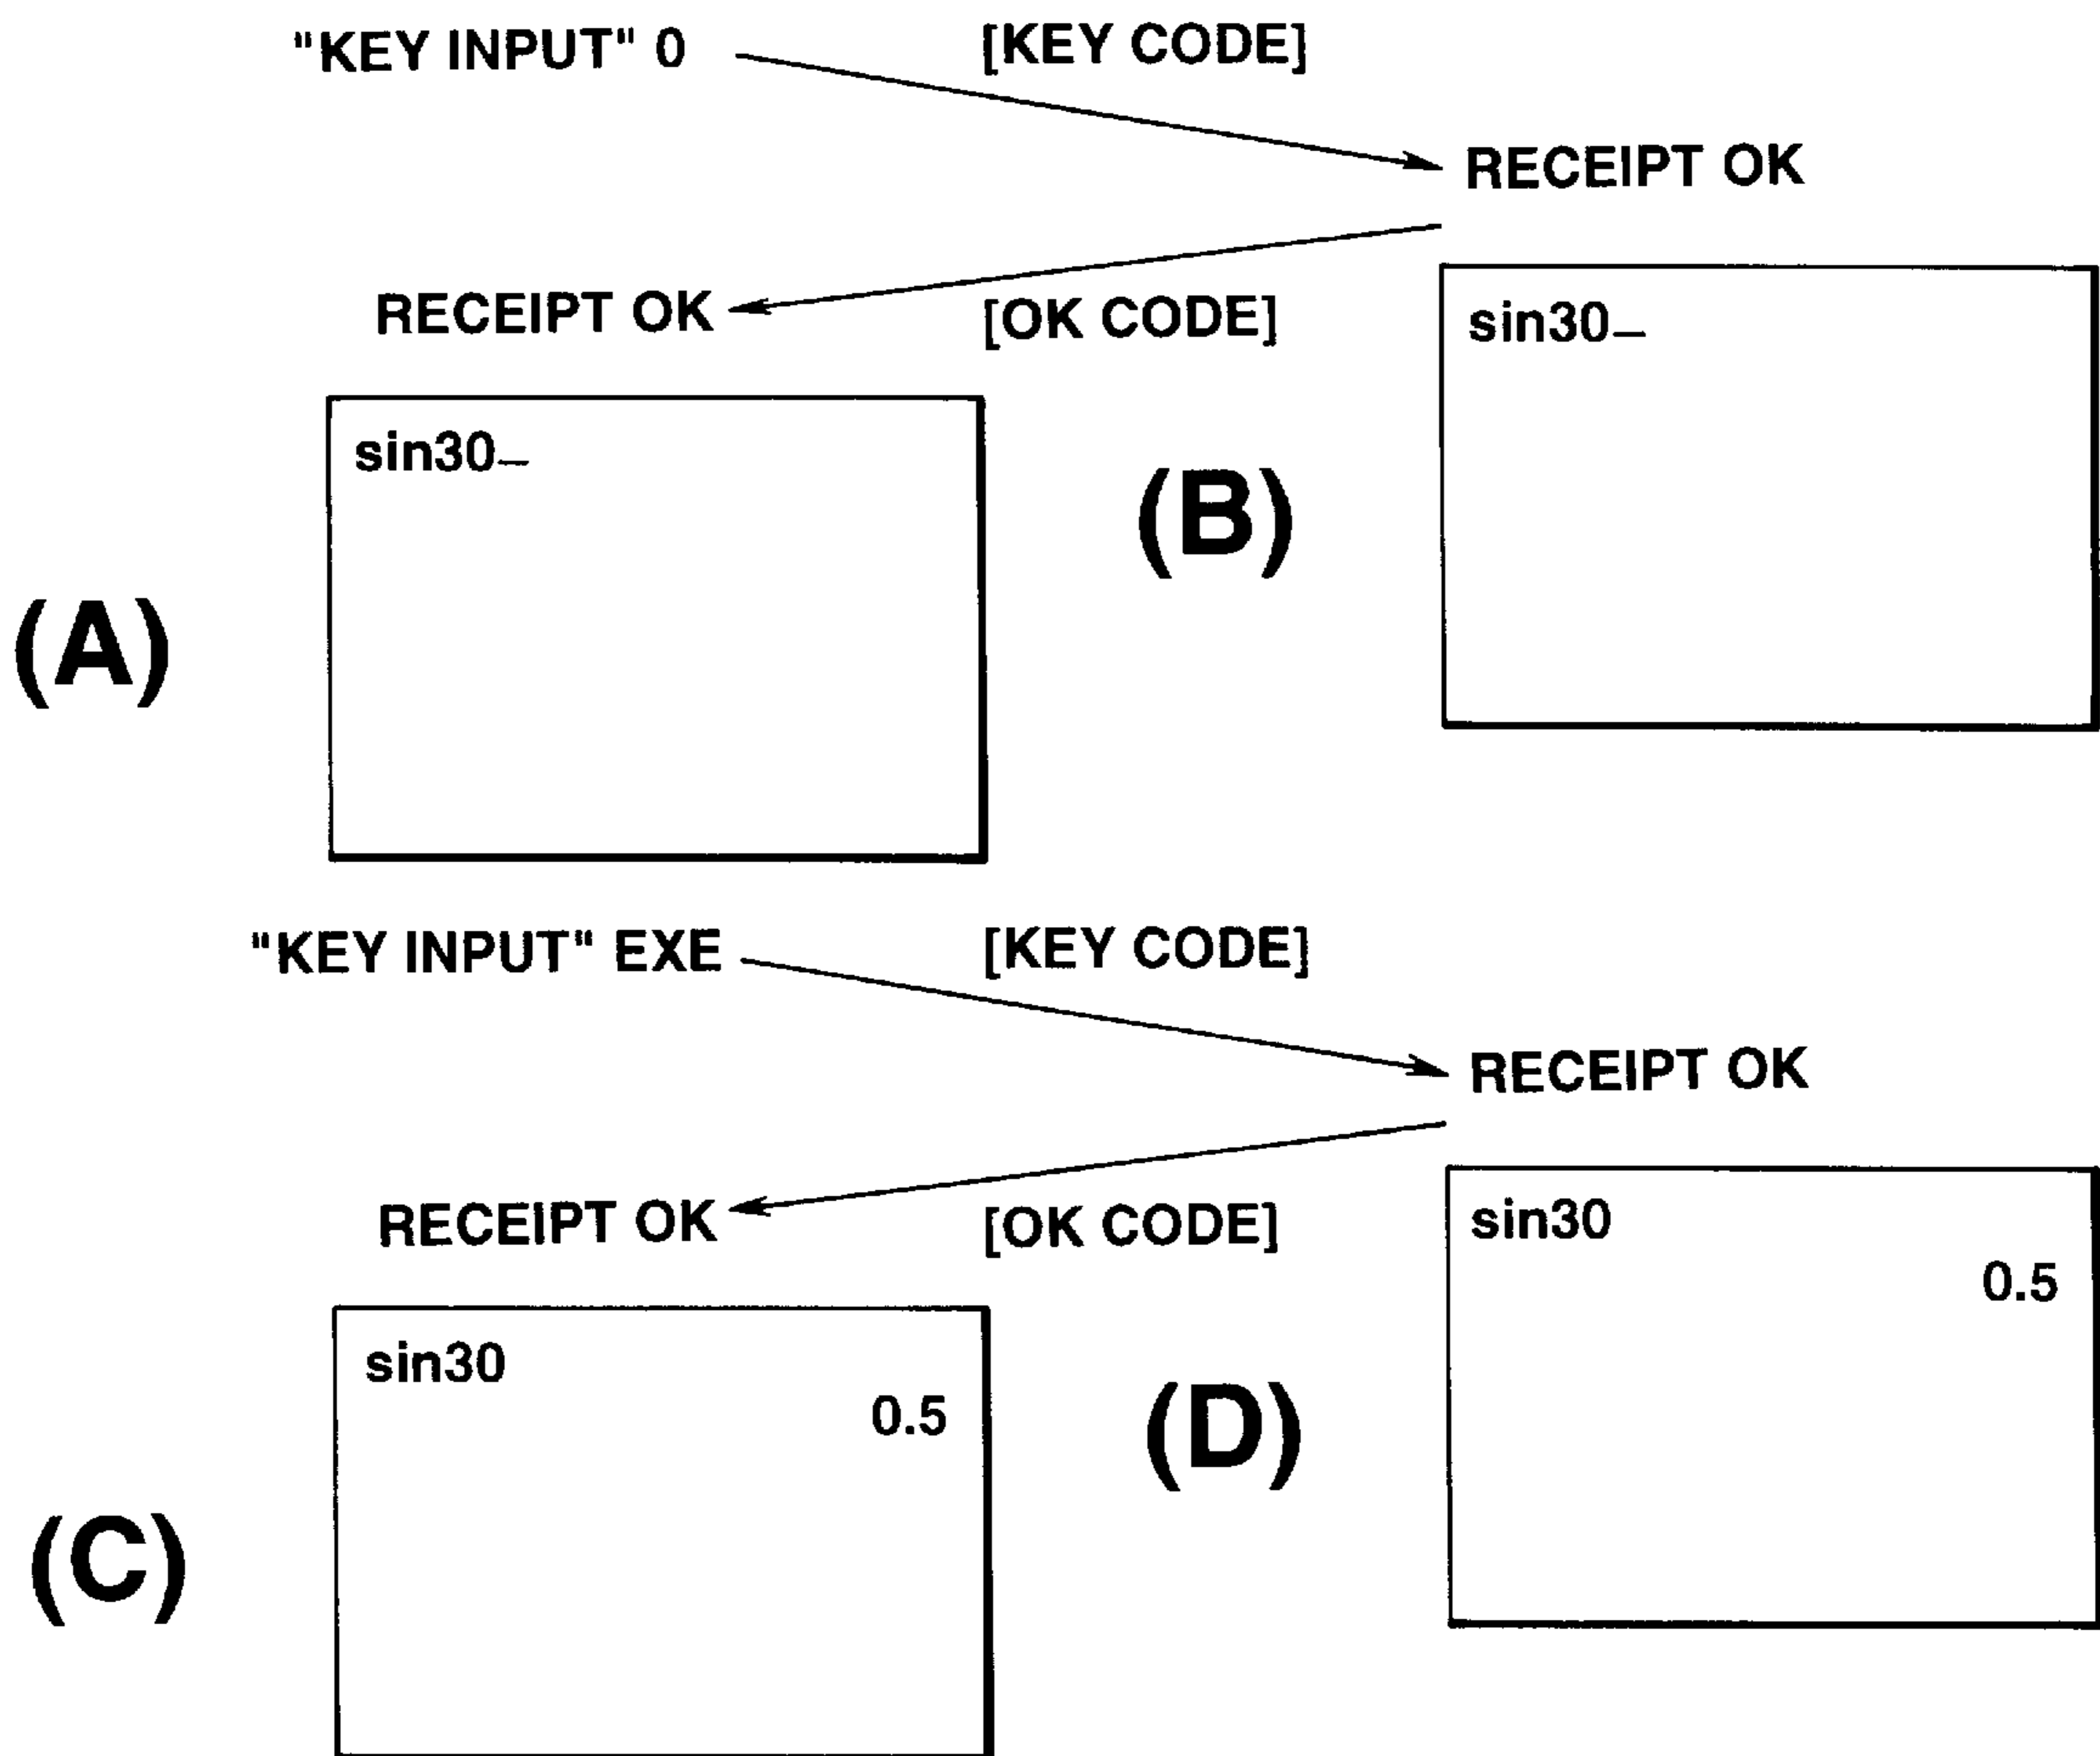 "KEY INPUT" 0
[KEY CODE]
RECEIPT OK
RECEIPT OK
[OK CODE]
sin30_
sin30_
(B)
(A)
"KEY INPUT" EXE
[KEY CODE]
RECEIPT OK
RECEIPT OK
[OK CODE]
sin30
0.5
sin30
0.5
(D)
(C)